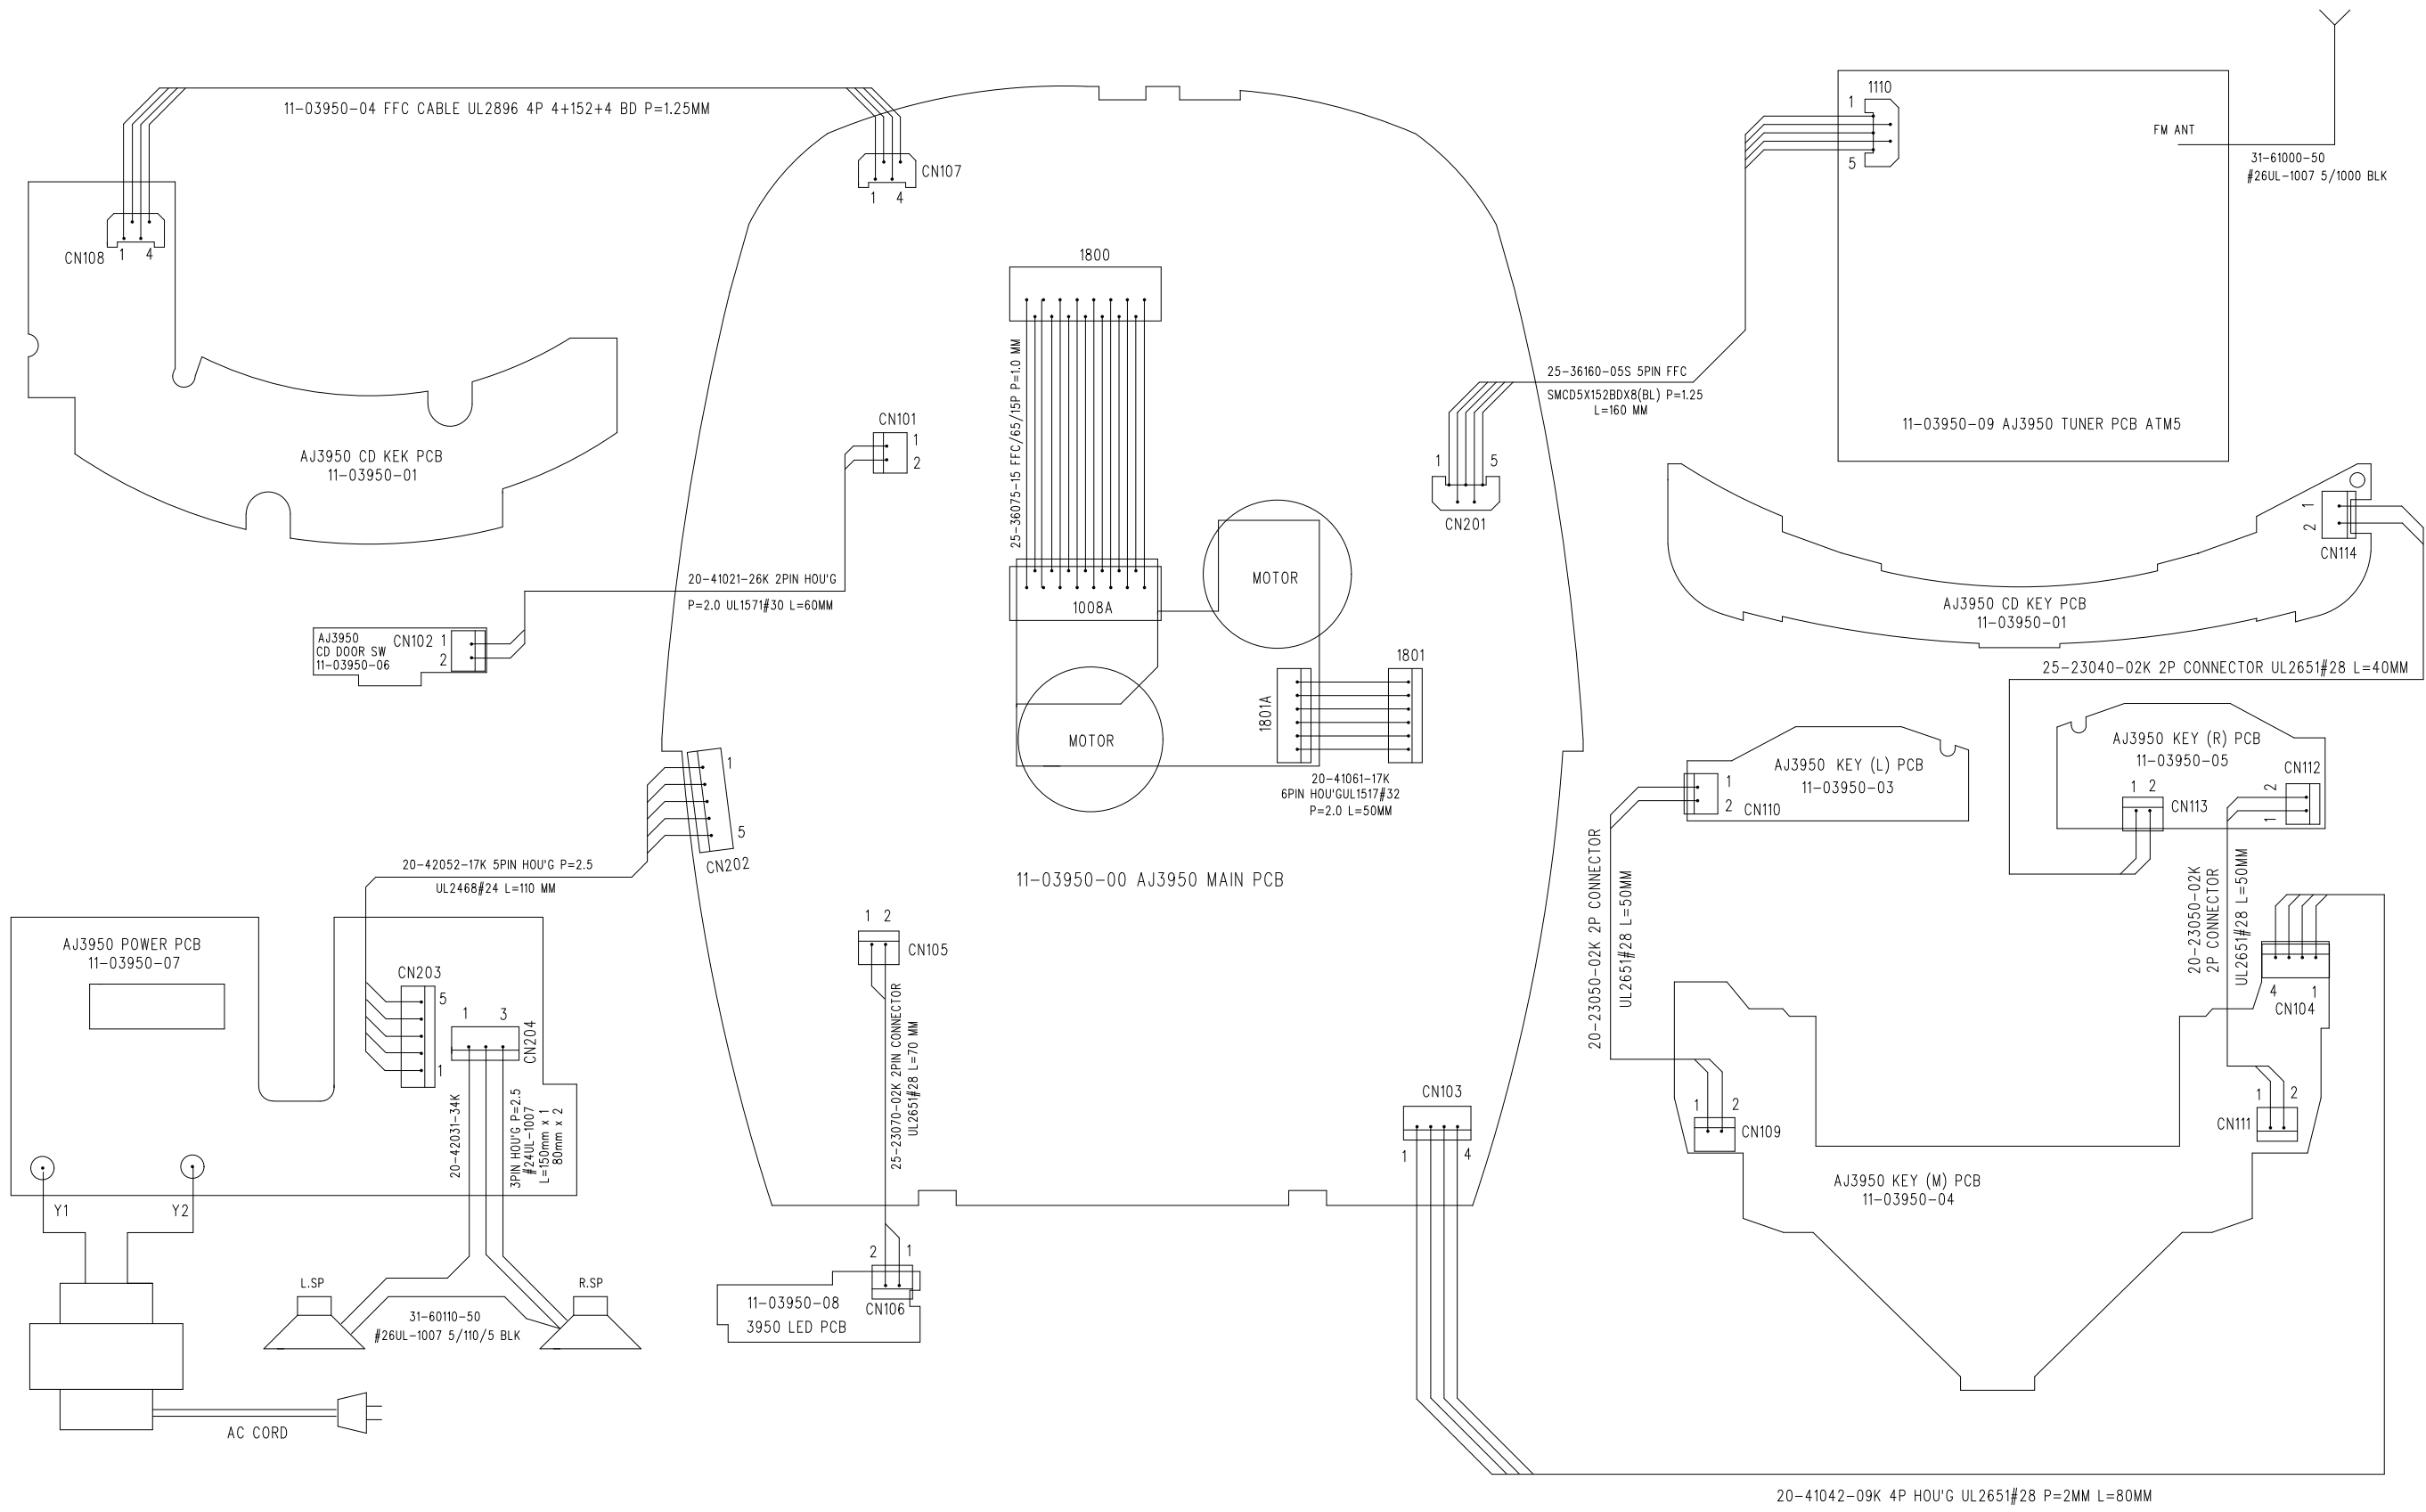 11-03950-04 FFC CABLE UL2896 4P 4+152+4 BD P=1.25MM
CN107
1 4
CN108
1 4
AJ3950 CD KEK PCB
11-03950-01
1800
25-36075-15 FFC/65/15P P=1.0 MM
1008A
CN101
1
2
20-41021-26K 2PIN HOU'G
P=2.0 UL1571#30 L=60MM
AJ3950
CD DOOR SW
11-03950-06
CN102
1
2
MOTOR
MOTOR
1801A
1801
20-41061-17K
6PIN HOU'GUL1517#32
P=2.0 L=50MM
11-03950-00 AJ3950 MAIN PCB
1110
1
5
FM ANT
31-61000-50
#26UL-1007 5/1000 BLK
25-36160-05S 5PIN FFC
SMCD5X152BDX8(BL) P=1.25
L=160 MM
1 5
CN201
11-03950-09 AJ3950 TUNER PCB ATM5
1
2
CN114
AJ3950 CD KEY PCB
11-03950-01
25-23040-02K 2P CONNECTOR UL2651#28 L=40MM
AJ3950 KEY (L) PCB
11-03950-03
1
2
CN110
AJ3950 KEY (R) PCB
11-03950-05
1 2
CN113
CN112
2
1
20-23050-02K 2P CONNECTOR
UL2651#28 L=50MM
20-23050-02K
2P CONNECTOR
UL2651#28 L=50MM
4 1
CN104
1 2
CN109
1 2
CN111
AJ3950 KEY (M) PCB
11-03950-04
1
5
CN202
20-42052-17K 5PIN HOU'G P=2.5
UL2468#24 L=110 MM
AJ3950 POWER PCB
11-03950-07
CN203
5
1
1 3
CN204
20-42031-34K
3PIN HOU'G P=2.5
#24UL-1007
L=150mm x 1
80mm x 2
Y1
Y2
L.SP
R.SP
31-60110-50
#26UL-1007 5/110/5 BLK
AC CORD
1 2
CN105
25-23070-02K 2PIN CONNECTOR
UL2651#28 L=70 MM
2 1
CN106
11-03950-08
3950 LED PCB
CN103
1 4
20-41042-09K 4P HOU'G UL2651#28 P=2MM L=80MM